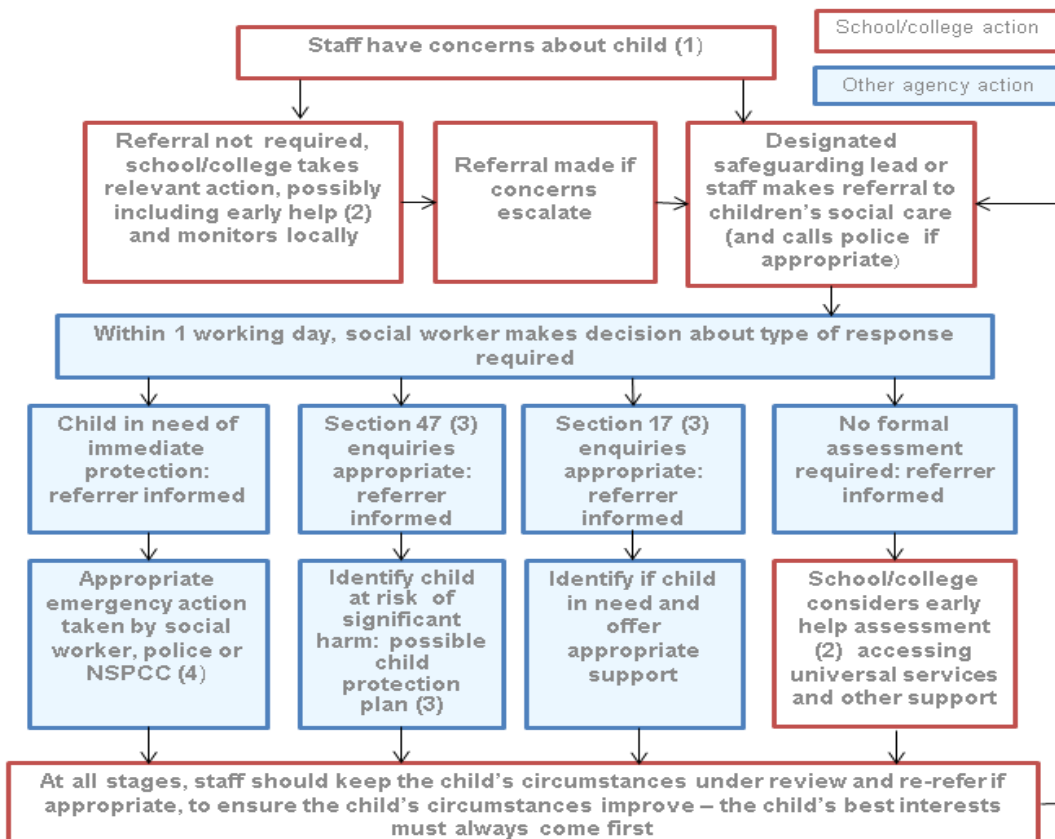 School/college action
Other agency action
Staff have concerns about child (1)
Referral not required,
school/college takes
relevant action, possibly
including early help (2)
and monitors locally
Referral made if
concerns
escalate
Designated
safeguarding lead or
staff makes referral to
children's social care
(and calls police if
appropriate)
Within 1 working day, social worker makes decision about type of response
required
Child in need of
immediate
protection:
referrer informed
Section 47 (3)
enquiries
appropriate:
referrer
informed
Section 17 (3)
enquiries
appropriate:
referrer
informed
No formal
assessment
required: referrer
informed
Appropriate
emergency action
taken by social
worker, police or
NSPCC (4)
Identify child
at risk of
significant
harm: possible
child
protection
plan (3)
Identify if child
in need and
offer
appropriate
support
School/college
considers early
help assessment
(2) accessing
universal services
and other support
At all stages, staff should keep the child's circumstances under review and re-refer if
appropriate, to ensure the child's circumstances improve – the child's best interests
must always come first